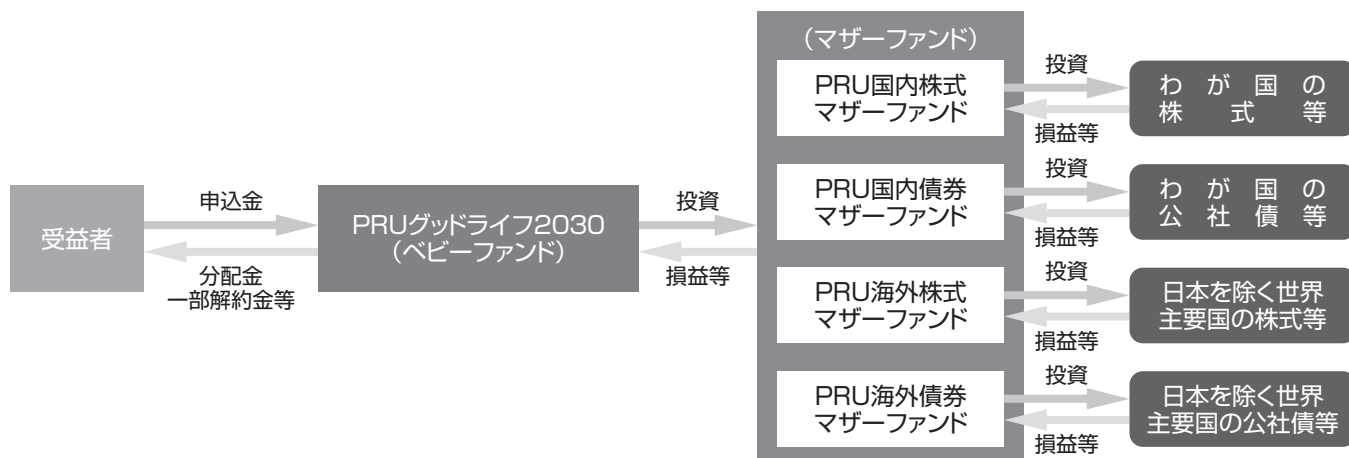 受益者
申込金
分配金
一部解約金等
PRUグッドライフ2030
(ベビーファンド)
投資
損益等
(マザーファンド)
PRU国内株式
マザーファンド
投資
損益等
わが国の
株式等
PRU国内債券
マザーファンド
投資
損益等
わが国の
公社債等
PRU海外株式
マザーファンド
投資
損益等
日本を除く世界
主要国の株式等
PRU海外債券
マザーファンド
投資
損益等
日本を除く世界
主要国の公社債等